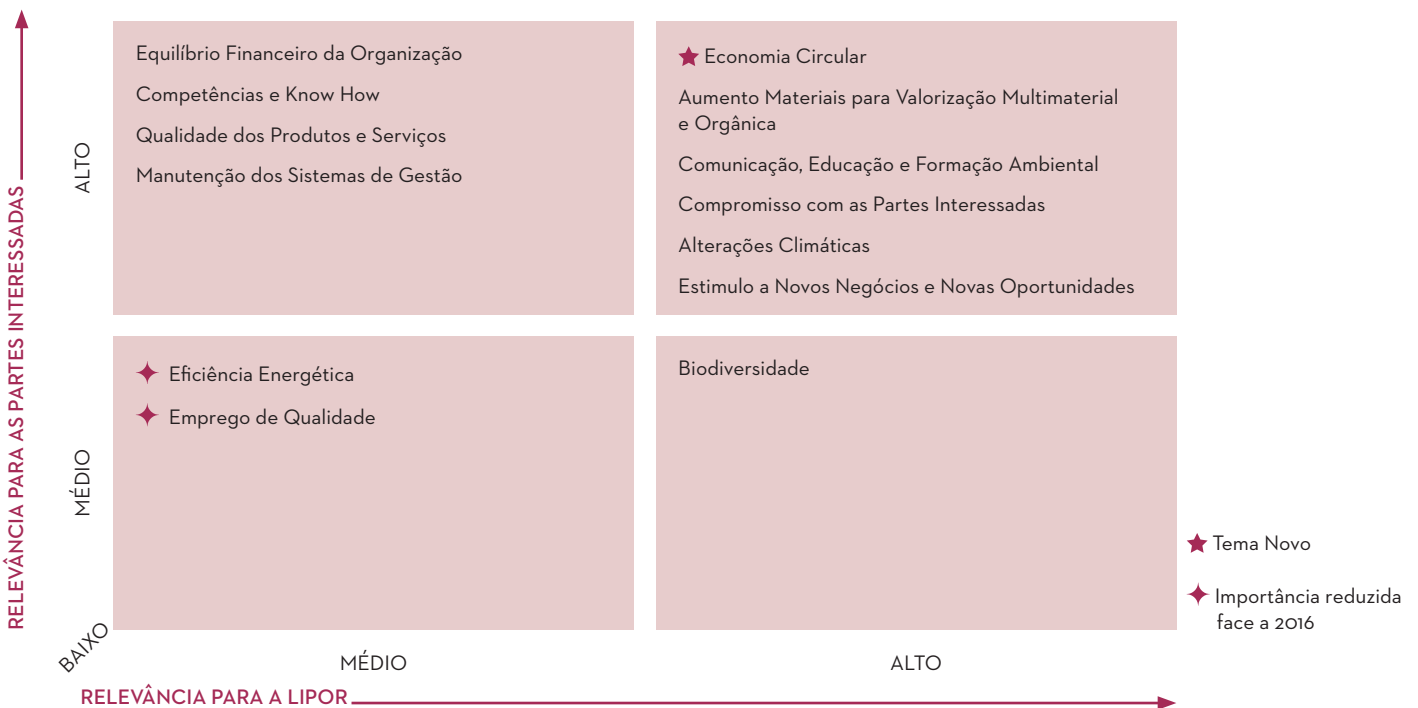 RELEVÂNCIA PARA AS PARTES INTERESSADAS
ALTO
Equilíbrio Financeiro da Organização
Competências e Know How
Qualidade dos Produtos e Serviços
Manutenção dos Sistemas de Gestão
Economia Circular
Aumento Materiais para Valorização Multimaterial
e Orgânica
Comunicação, Educação e Formação Ambiental
Compromisso com as Partes Interessadas
Alterações Climáticas
Estimulo a Novos Negócios e Novas Oportunidades
MÉDIO
Eficiência Energética
Emprego de Qualidade
Biodiversidade
Tema Novo
Importância reduzida
face a 2016
BAIXO
MÉDIO
ALTO
RELEVÂNCIA PARA A LIPOR